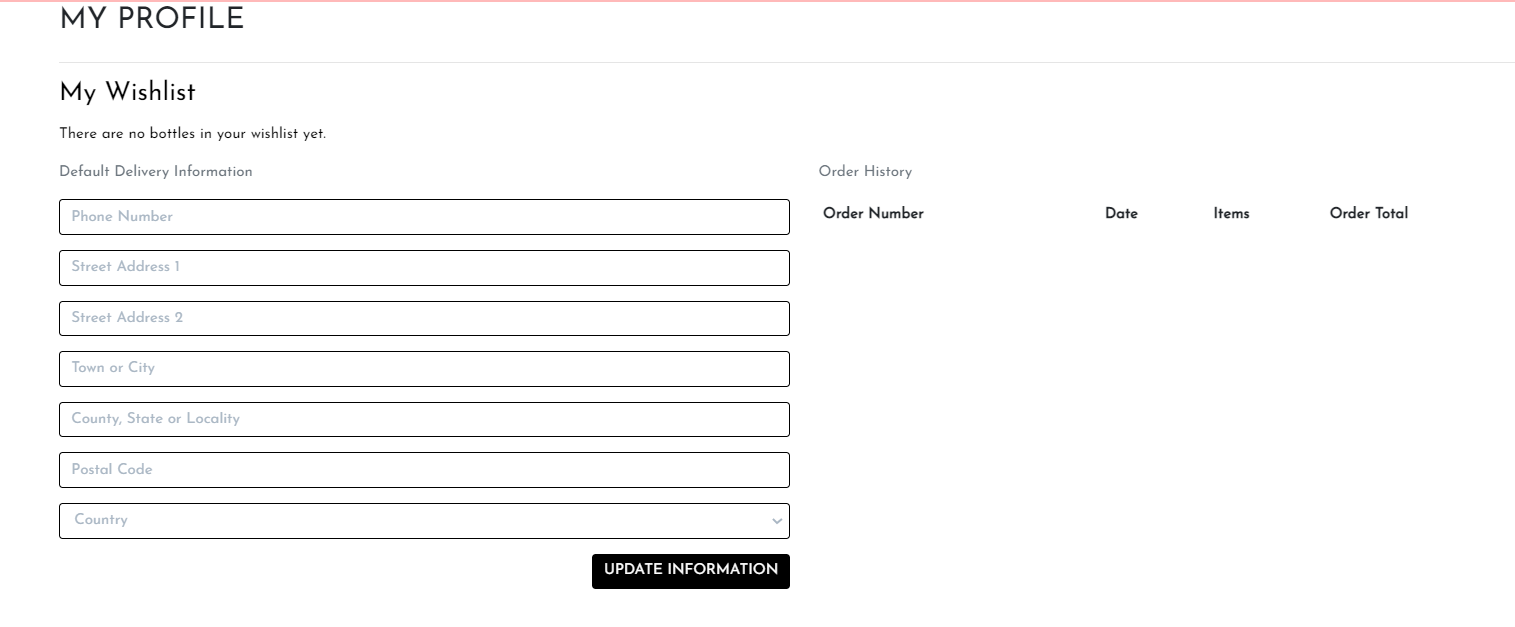 MY PROFILE
My Wishlist
There are no bottles in your wishlist yet.
Default Delivery Information
Phone Number
Street Address 1
Street Address 2
Town or City
County, State or Locality
Postal Code
Country
UPDATE INFORMATION
Order History
Order Number Date Items Order Total